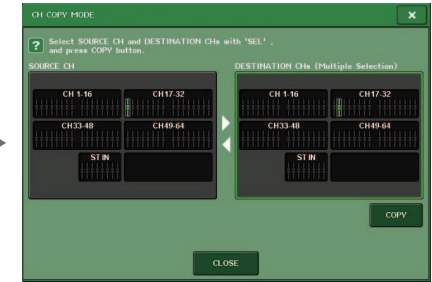 CH COPY MODE
Select SOURCE CH and DESTINATION CHs with 'SEL' ,
and press COPY button.
SOURCE CH
DESTINATION CHs (Multiple Selection)
CH 1-16
CH17-32
CH33-48
CH49-64
ST IN
CH 1-16
CH17-32
CH33-48
CH49-64
ST IN
COPY
CLOSE